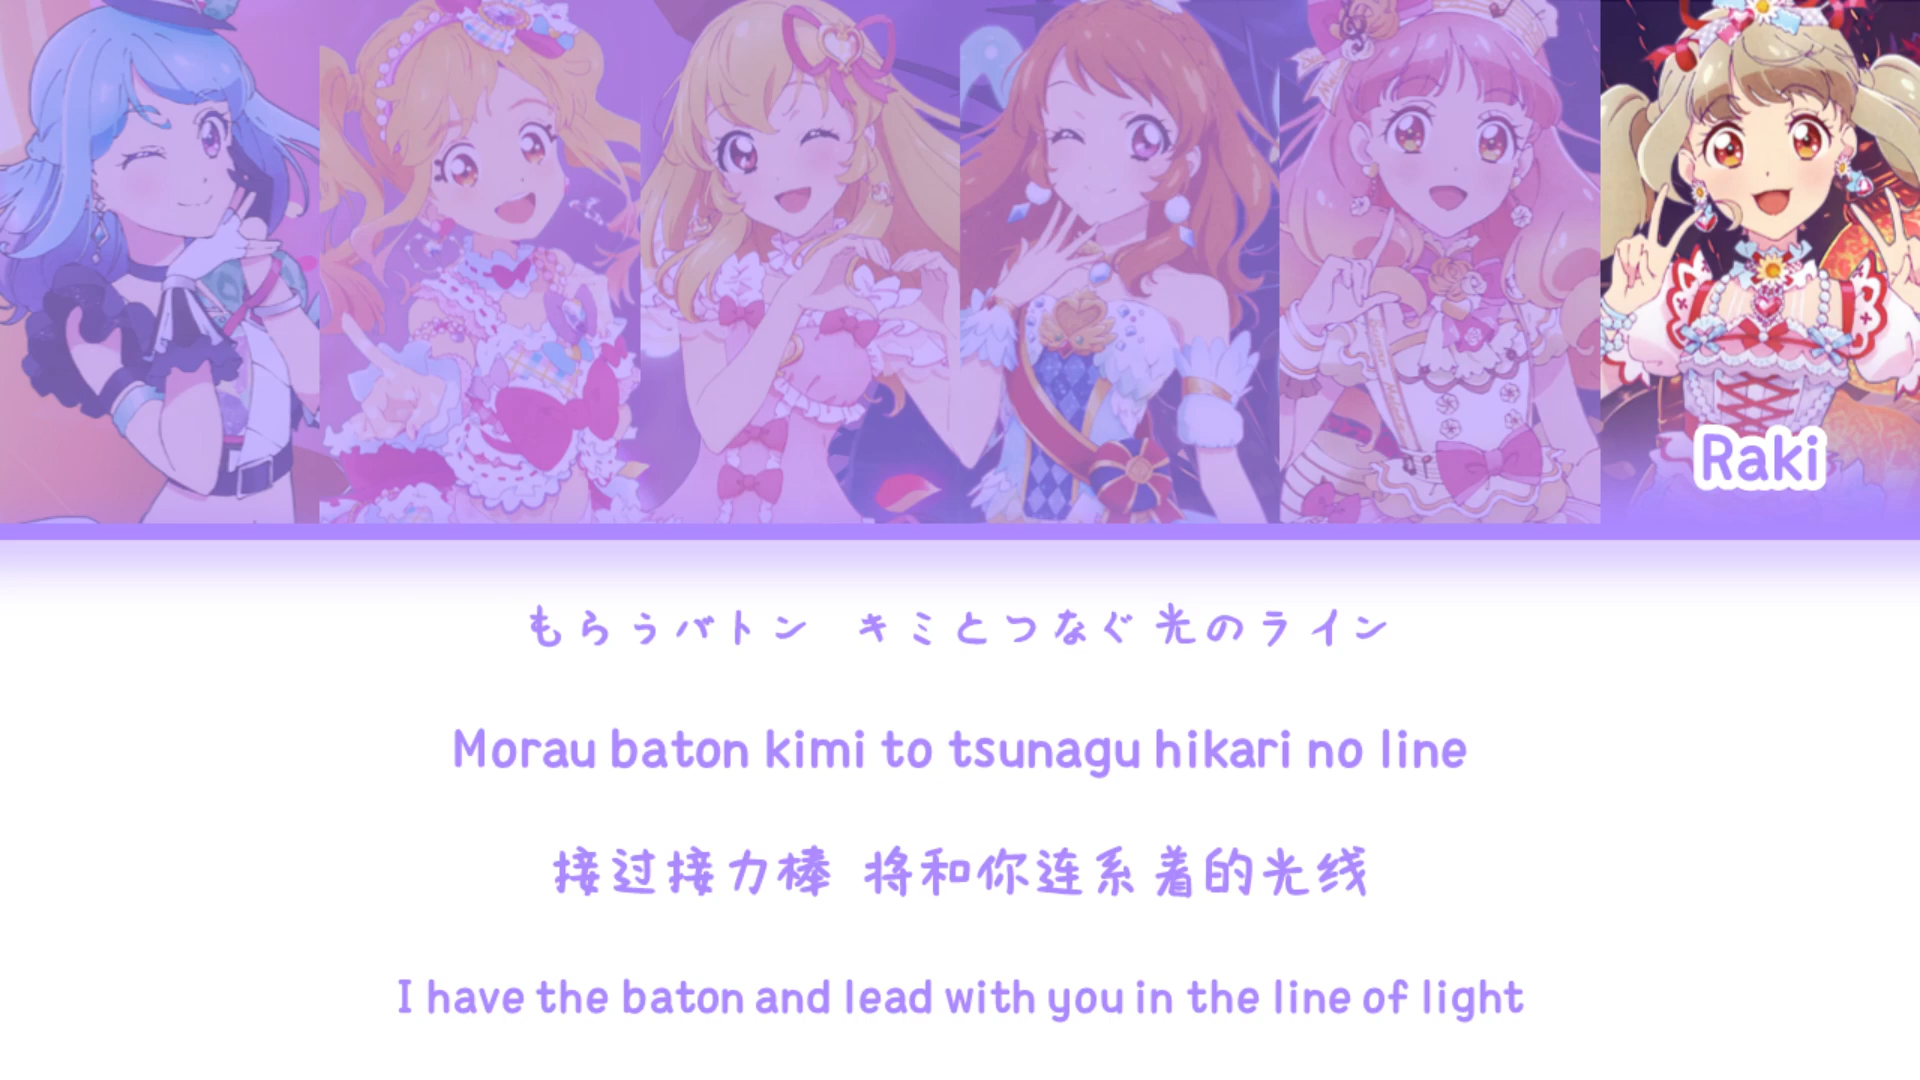 Raki
もらうバトン キミとつなぐ光のライン
Morau baton kimi to tsunagu hikari no line
接过接力棒 将和你连系着的光线
I have the baton and lead with you in the line of light